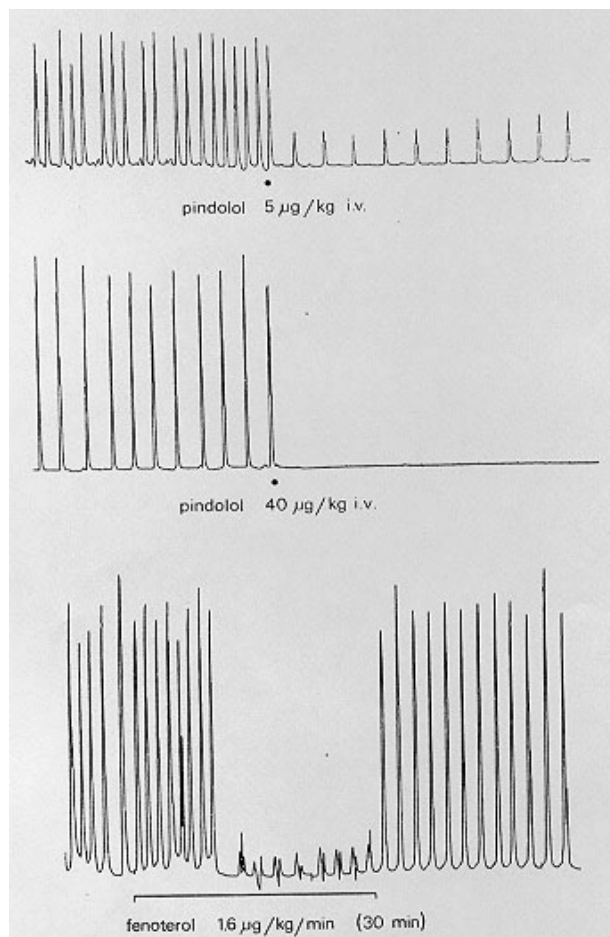 pindolol 5 µg/kg i.v.
pindolol 40 µg/kg i.v.
fenoterol 1.6 µg/kg/min (30 min)